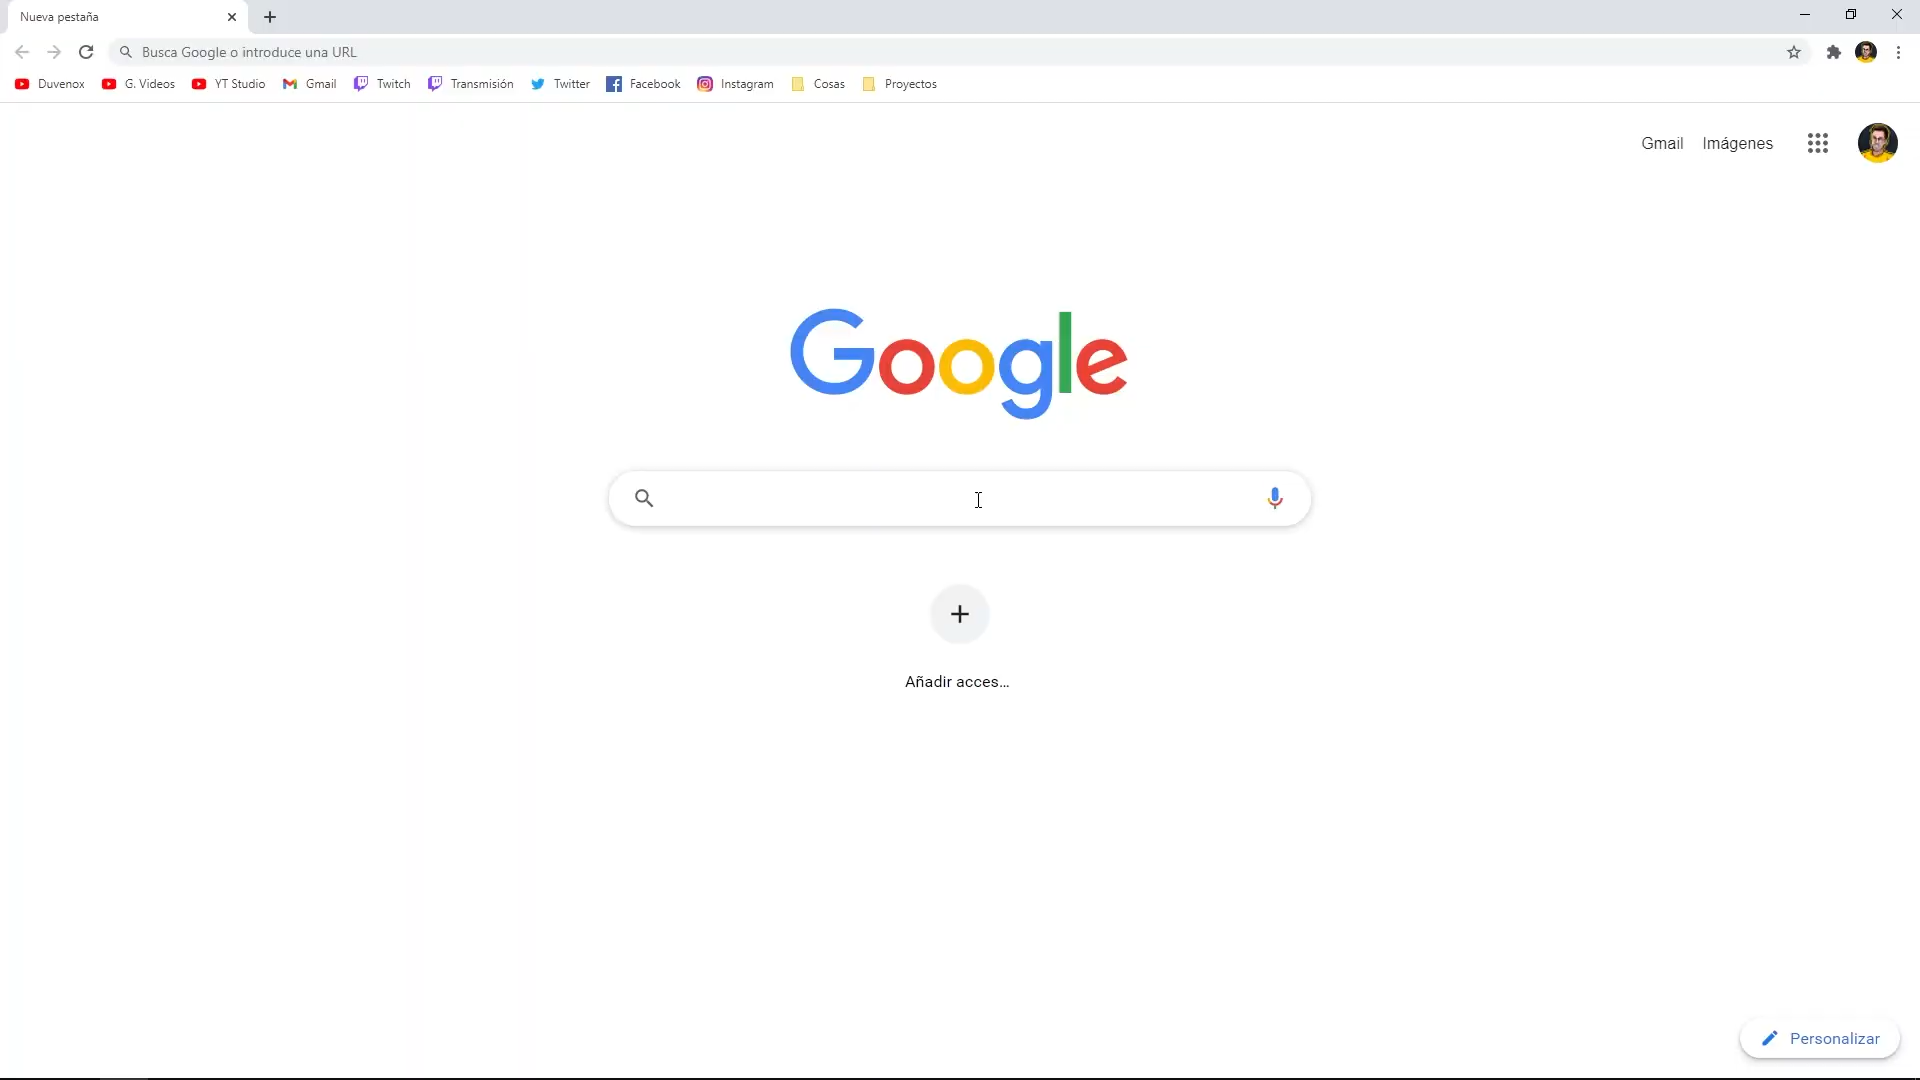 Nueva pestaña
Busca Google o introduce una URL
Duvenox G. Videos YT Studio Gmail Twitch Transmisión Twitter Facebook Instagram Cosas Proyectos
Gmail Imágenes
Google
Añadir acces...
Personalizar